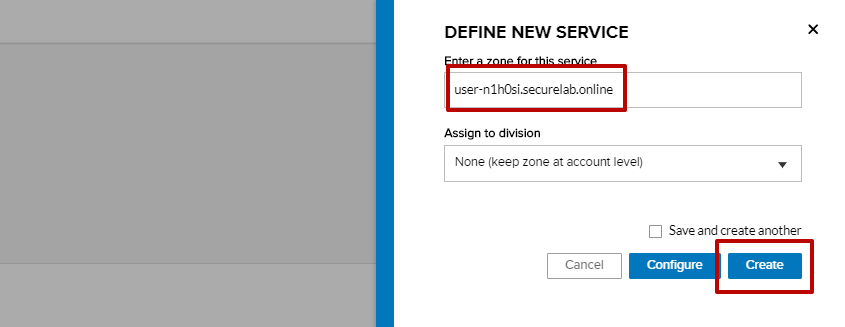 DEFINE NEW SERVICE
Enter a zone for this service
user-n1h0si.securelab.online
Assign to division
None (keep zone at account level)
Save and create another
Cancel Configure Create